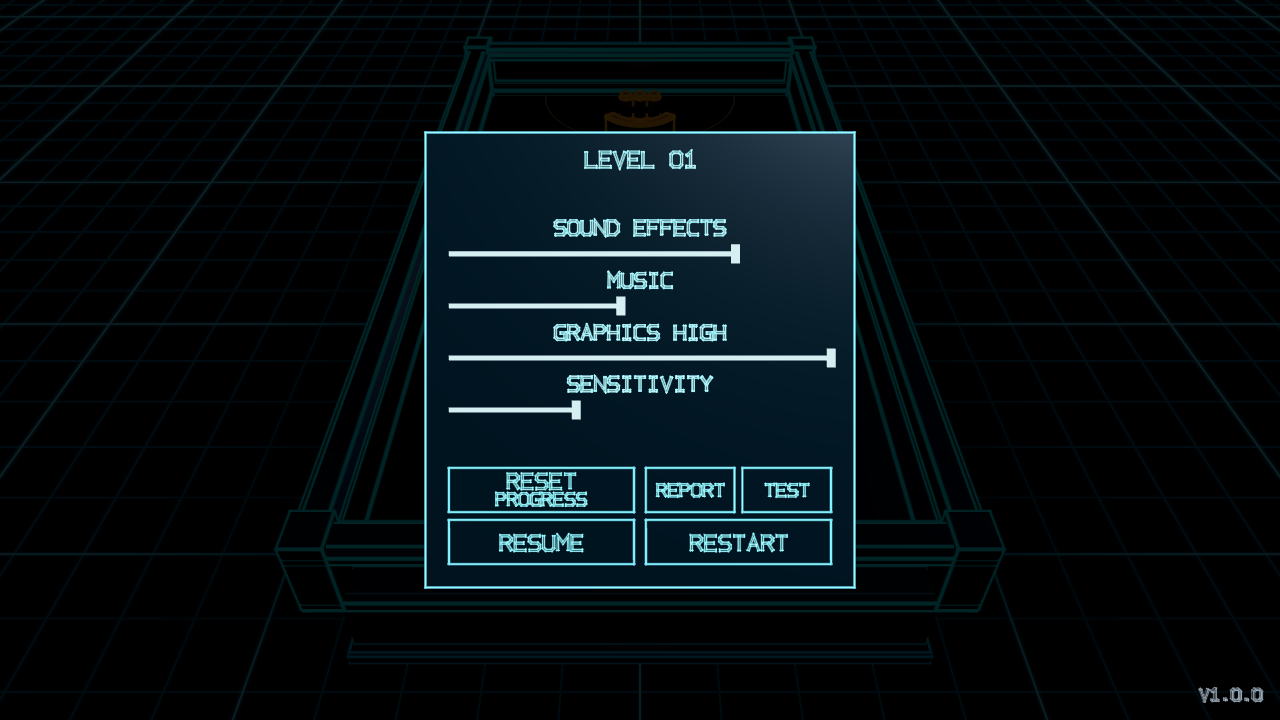 LEVEL 01
SOUND EFFECTS
MUSIC
GRAPHICS HIGH
SENSITIVITY
RESET
PROGRESS
REPORT
TEST
RESUME
RESTART
V1.0.0